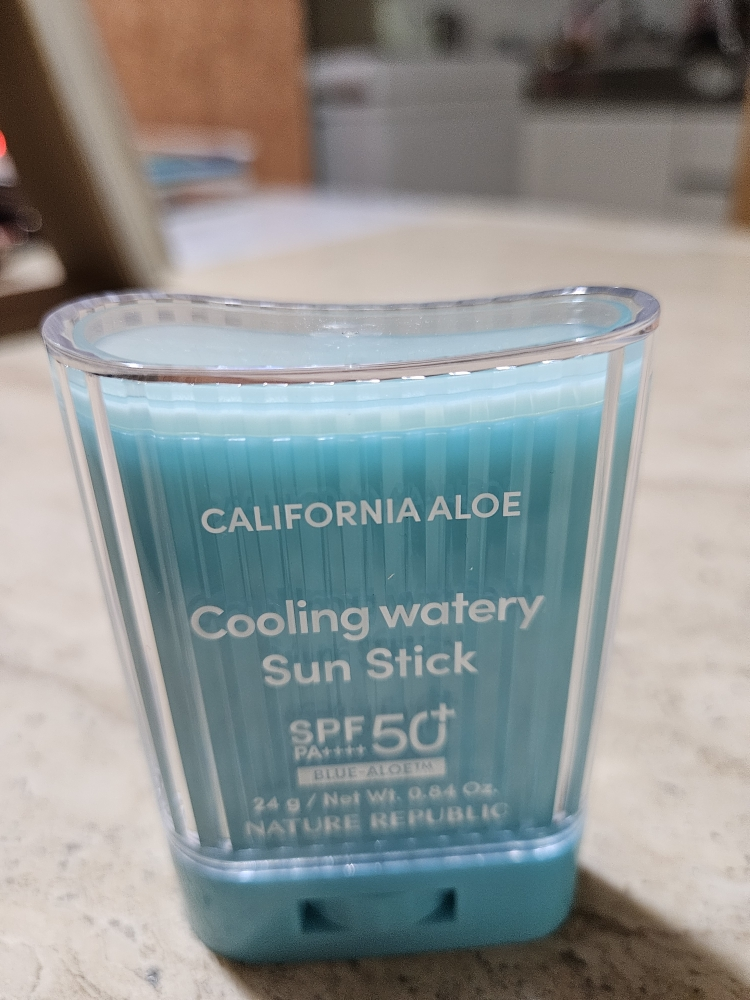 CALIFORNIA ALOE
Cooling watery
Sun Stick
SPF 50+
PA++++
BLUE-ALOE™
24 g / Net Wt. 0.84 Oz.
NATURE REPUBLIC